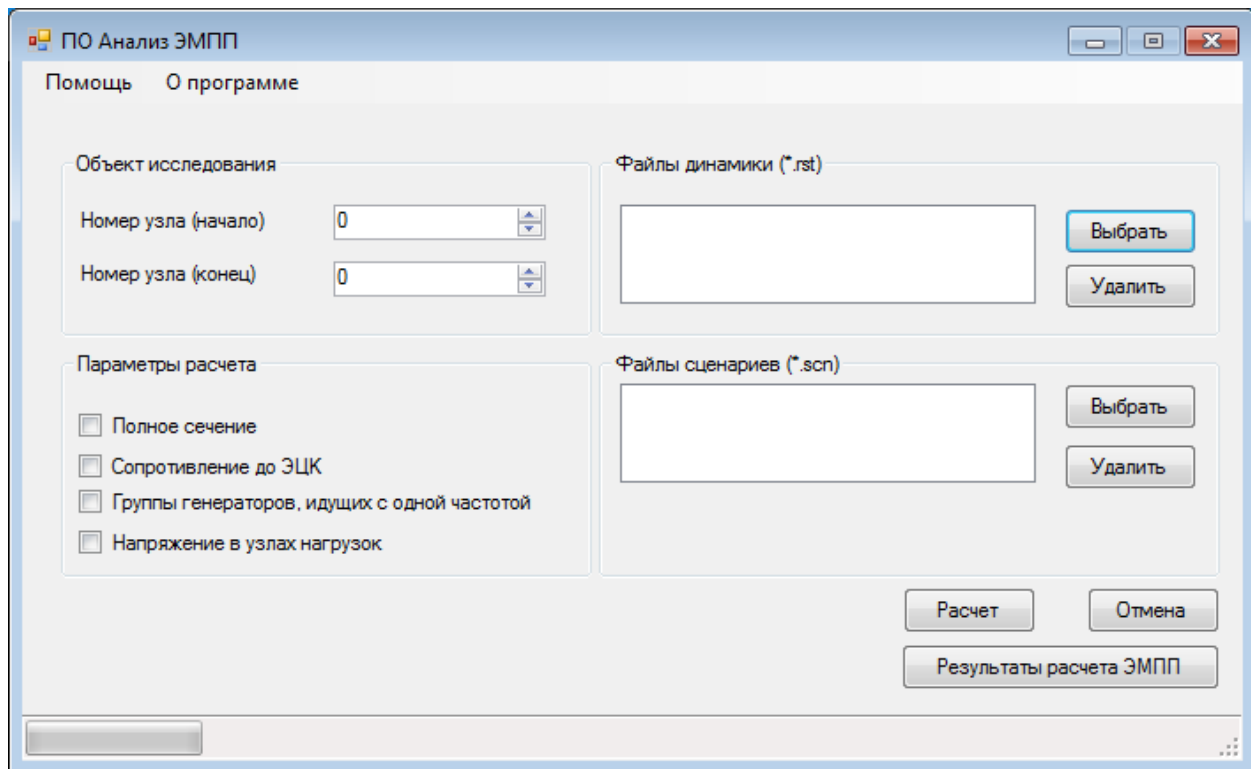 ПО Анализ ЭМПП
Помощь О программе
Объект исследования
Номер узла (начало) 0
Номер узла (конец) 0
Файлы динамики (*.rst)
Выбрать
Удалить
Параметры расчета
Полное сечение
Сопротивление до ЭЦК
Группы генераторов, идущих с одной частотой
Напряжение в узлах нагрузок
Файлы сценариев (*.scn)
Выбрать
Удалить
Расчет Отмена
Результаты расчета ЭМПП